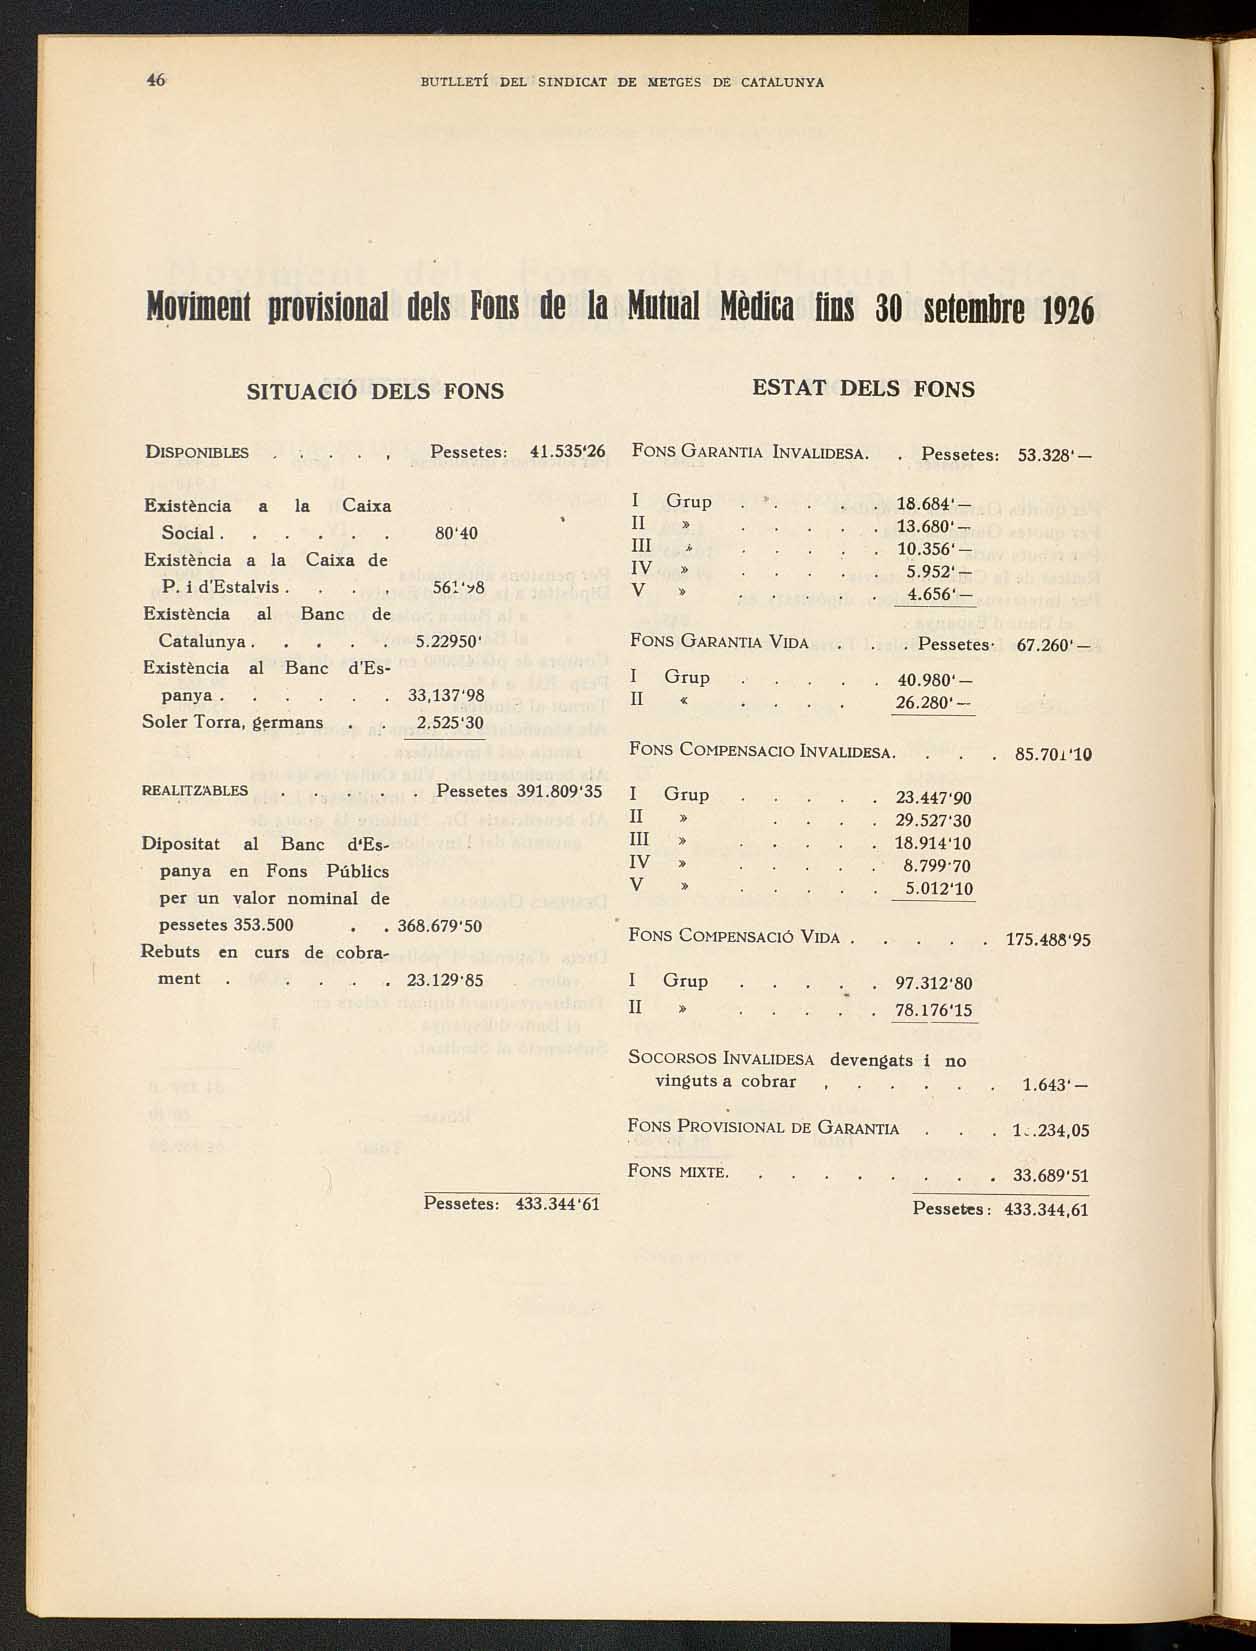 46
BUTLLETÍ DEL SINDICAT DE METGES DE CATALUNYA
Moviment provisional dels Fons de la Mutual Mèdica fins 30 setembre 1926
SITUACIÓ DELS FONS
DISPONIBLES . . . . , Pessetes: 41.535'26
Existència a la Caixa
Social . . . . . . 80'40
Existència a la Caixa de
P. i d'Estalvis . . . .
Existència al Banc de
Catalunya . . . . . 5.22950'
Existència al Banc d'Es-
panya . . . . . . 33,137'98
Soler Torra, germans . . 2.525'30
REALITZABLES . . . . . Pessetes 391.809'35
Dipositat al Banc d'Es-
panya en Fons Públics
per un valor nominal de
pessetes 353.500 . . 368.679'50
Rebuts en curs de cobra-
ment . . . . . 23.129'85
Pessetes: 433.344'61
ESTAT DELS FONS
FONS GARANTIA INVALIDESA. . Pessetes: 53.328'—
I Grup . . . . . 18.684'—
II » . . . . . 13.680'—
III » . . . . . 10.356'—
IV » . . . . . 5.952'—
V » . . . . . 4.656'—
FONS GARANTIA VIDA . . . Pessetes· 67.260'—
I Grup . . . . . 40.980'—
II « . . . . 26.280'—
FONS COMPENSACIO INVALIDESA. . . . 85.701'10
I Grup . . . . . 23.447'90
II » . . . . 29.527'30
III » . . . . . 18.914'10
IV » . . . . . 8.799'70
V » . . . . . 5.012'10
FONS COMPENSACIÓ VIDA . . . . . 175.488'95
I Grup . . . . . 97.312'80
II » . . . . . 78.176'15
SOCORSOS INVALIDESA devengats i no
vinguts a cobrar , . . . . . 1.643'—
FONS PROVISIONAL DE GARANTIA . . .
FONS MIXTE. . . . . . . . . 33.689'51
Pessetes: 433.344,61